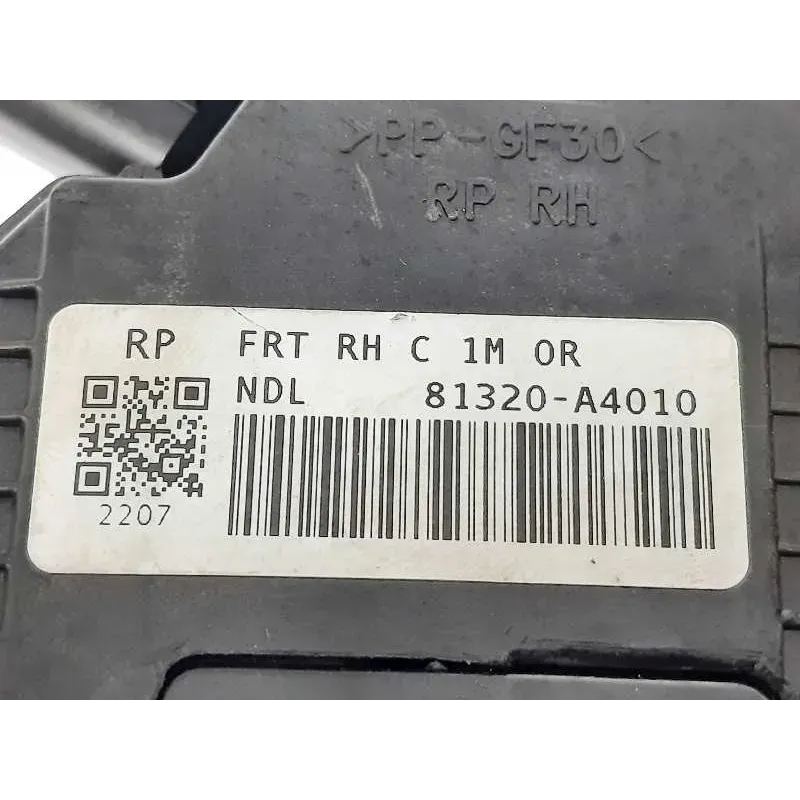 >PP-GF30<
RP RH
RP FRT RH C 1M OR
NDL 81320-A4010
2207